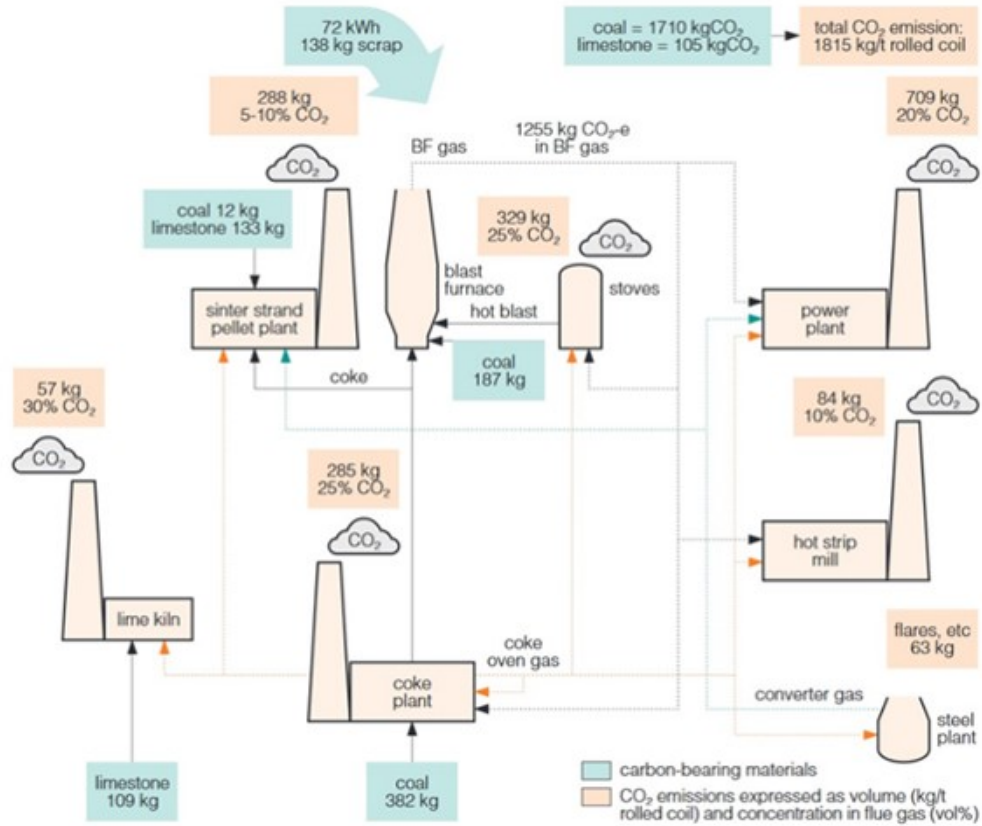 72 kWh
138 kg scrap
coal = 1710 kgCO₂
limestone = 105 kgCO₂
total CO₂ emission:
1815 kg/t rolled coil
288 kg
5-10% CO₂
709 kg
20% CO₂
BF gas
1255 kg CO₂-e
in BF gas
CO₂
CO₂
coal 12 kg
limestone 133 kg
329 kg
25% CO₂
CO₂
blast
furnace
stoves
sinter strand
pellet plant
hot blast
power
plant
coke
coal
187 kg
57 kg
30% CO₂
84 kg
10% CO₂
CO₂
CO₂
285 kg
25% CO₂
CO₂
hot strip
mill
lime kiln
flares, etc
63 kg
coke
oven gas
coke
plant
converter gas
steel
plant
limestone
109 kg
coal
382 kg
carbon-bearing materials
CO₂ emissions expressed as volume (kg/t
rolled coil) and concentration in flue gas (vol%)